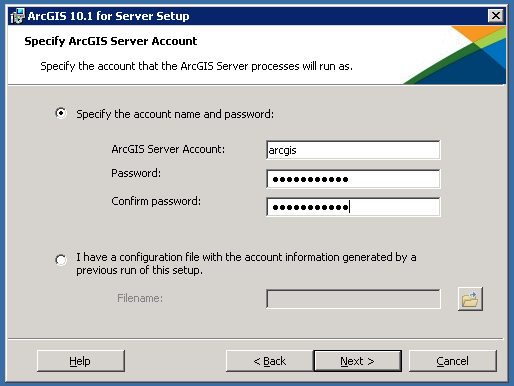 ArcGIS 10.1 for Server Setup
Specify ArcGIS Server Account
Specify the account that the ArcGIS Server processes will run as.
Specify the account name and password:
ArcGIS Server Account: arcgis
Password: ●●●●●●●●●●●
Confirm password: ●●●●●●●●●●●
I have a configuration file with the account information generated by a
previous run of this setup.
Filename:
Help < Back Next > Cancel